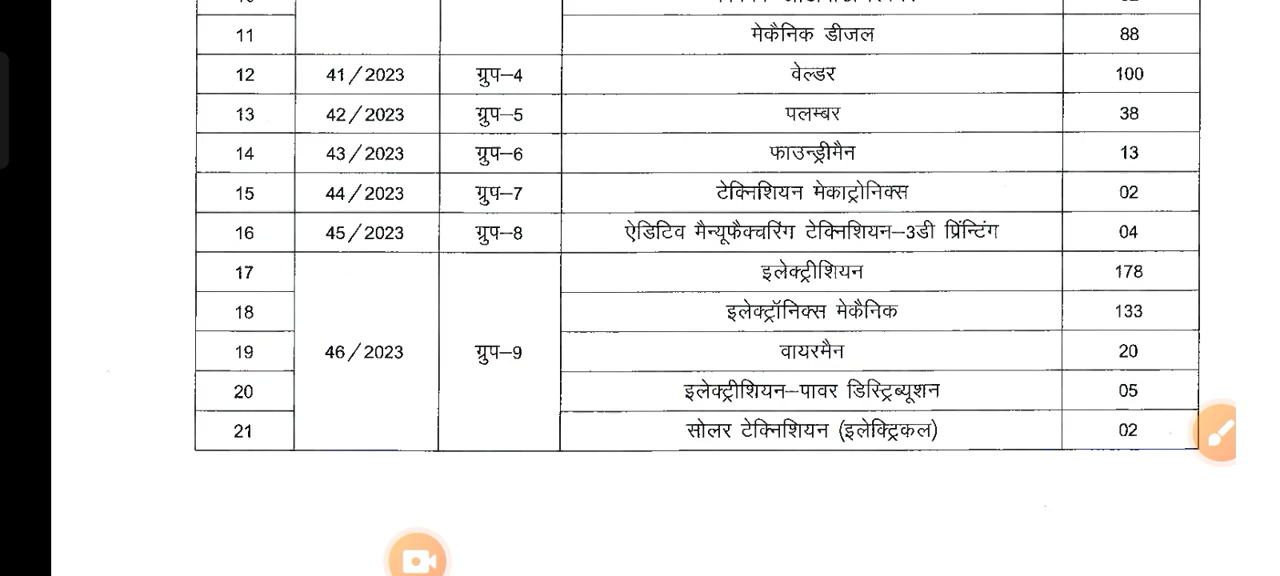 11 मेकैनिक डीजल 88
12 41/2023 ग्रुप–4 वेल्डर 100
13 42/2023 ग्रुप–5 पलम्बर 38
14 43/2023 ग्रुप–6 फाउन्ड्रीमैन 13
15 44/2023 ग्रुप–7 टेक्निशियन मेकाट्रोनिक्स 02
16 45/2023 ग्रुप–8 ऐडिटिव मैन्यूफैक्चरिंग टेक्निशियन–3डी प्रिंन्टिंग 04
17 इलेक्ट्रीशियन 178
18 इलेक्ट्रॉनिक्स मेकैनिक 133
19 46/2023 ग्रुप–9 वायरमैन 20
20 इलेक्ट्रीशियन–पावर डिस्ट्रिब्यूशन 05
21 सोलर टेक्निशियन (इलेक्ट्रिकल) 02